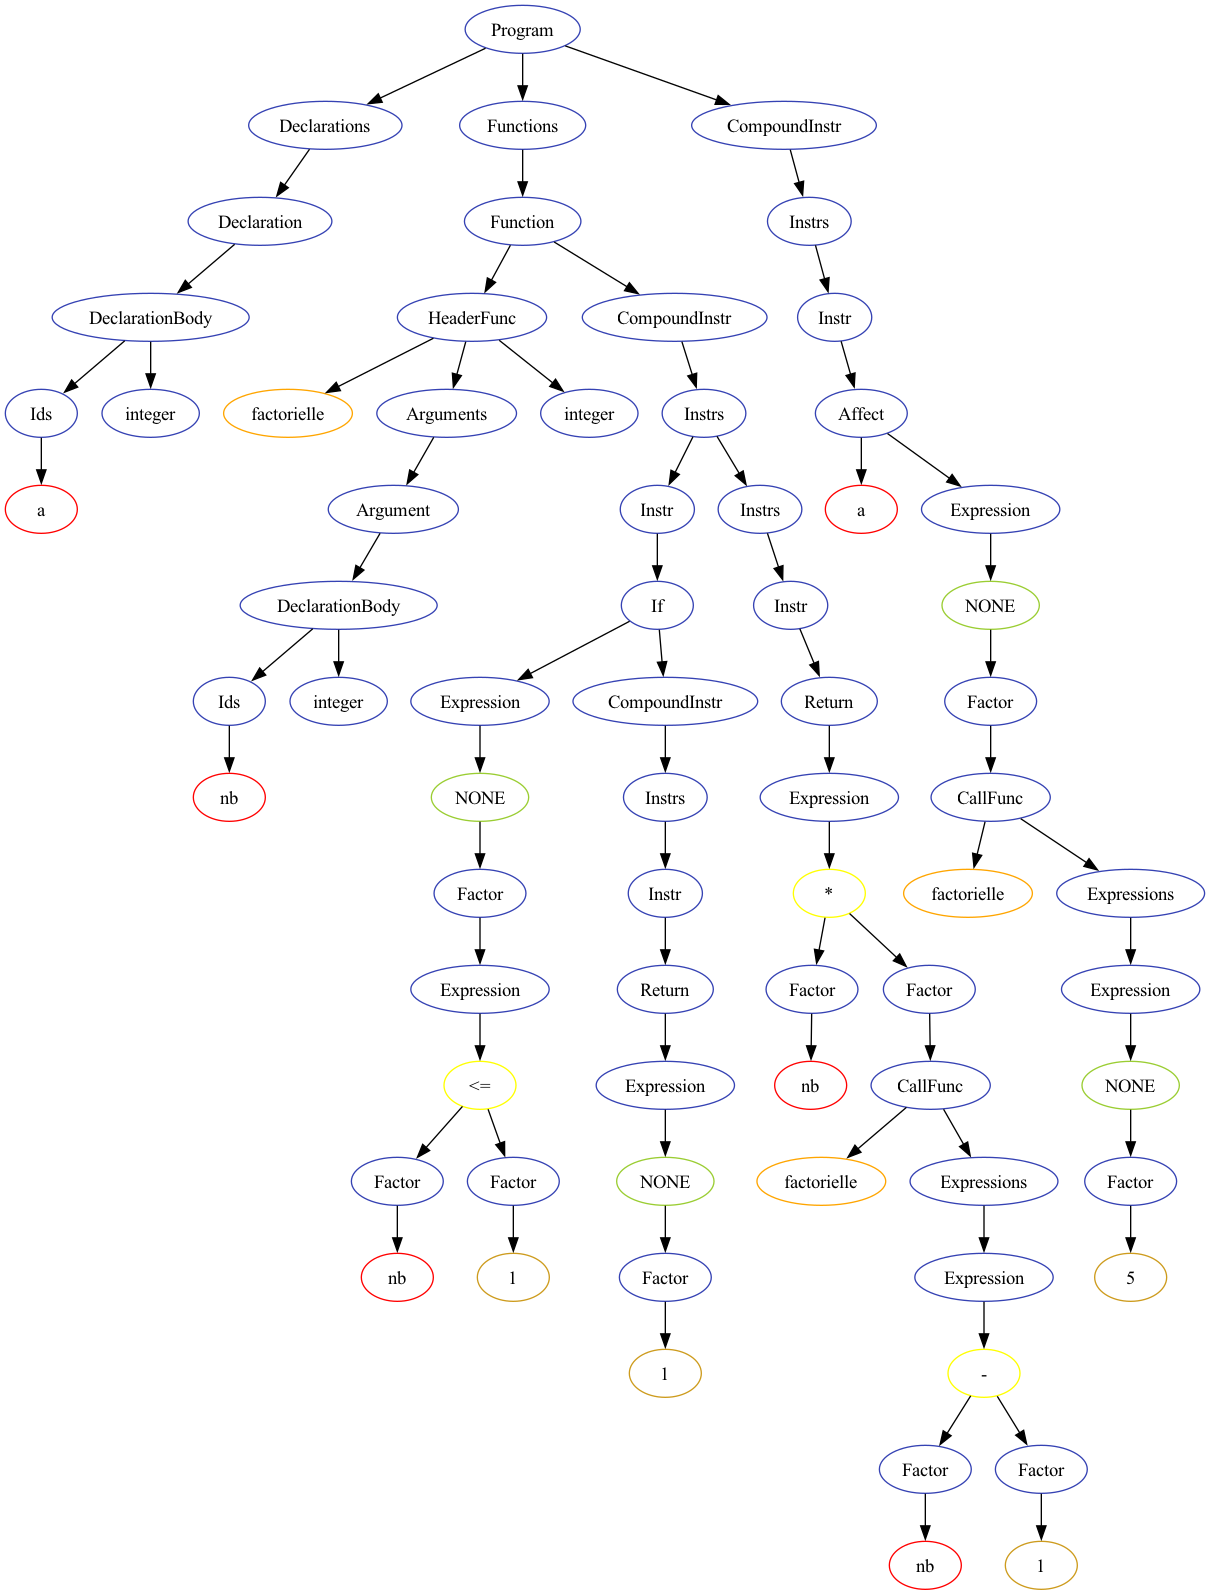 Program
Declarations Functions CompoundInstr
Declaration Function Instrs
DeclarationBody HeaderFunc CompoundInstr Instr
Ids integer factorielle Arguments integer Instrs Affect
a Argument Instr Instrs a Expression
DeclarationBody If Instr NONE
Ids integer Expression CompoundInstr Return Factor
nb NONE Instrs Expression CallFunc
Factor Instr * factorielle Expressions
Expression Return Factor Factor Expression
<= Expression nb CallFunc NONE
Factor Factor NONE factorielle Expressions Factor
nb 1 Factor Expression 5
1 -
Factor Factor
nb 1